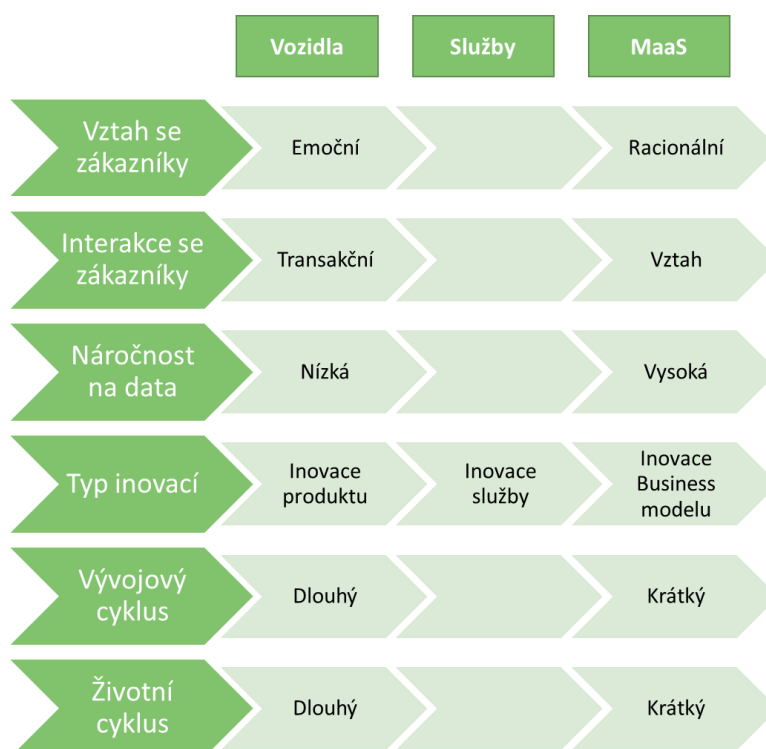 Vozidla Služby MaaS
Vztah se
zákazníky
Emoční
Racionální
Interakce se
zákazníky
Transakční
Vztah
Náročnost
na data
Nízká
Vysoká
Typ inovací
Inovace
produktu
Inovace
služby
Inovace
Business
modelu
Vývojový
cyklus
Dlouhý
Krátký
Životní
cyklus
Dlouhý
Krátký